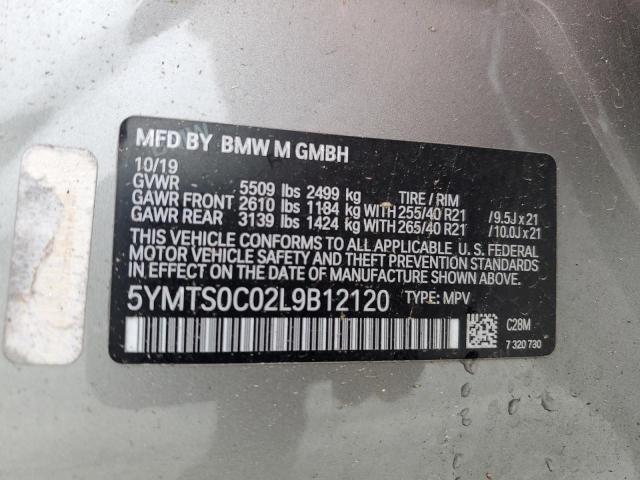 MFD BY BMW M GMBH
10/19
GVWR 5509 lbs 2499 kg TIRE / RIM
GAWR FRONT 2610 lbs 1184 kg WITH 255/40 R21 /9.5J x 21
GAWR REAR 3139 lbs 1424 kg WITH 265/40 R21 /10.0J x 21
THIS VEHICLE CONFORMS TO ALL APPLICABLE U. S. FEDERAL
MOTOR VEHICLE SAFETY AND THEFT PREVENTION STANDARDS
IN EFFECT ON THE DATE OF MANUFACTURE SHOWN ABOVE.
5YMTS0C02L9B12120 TYPE: MPV
C28M
7 320 730